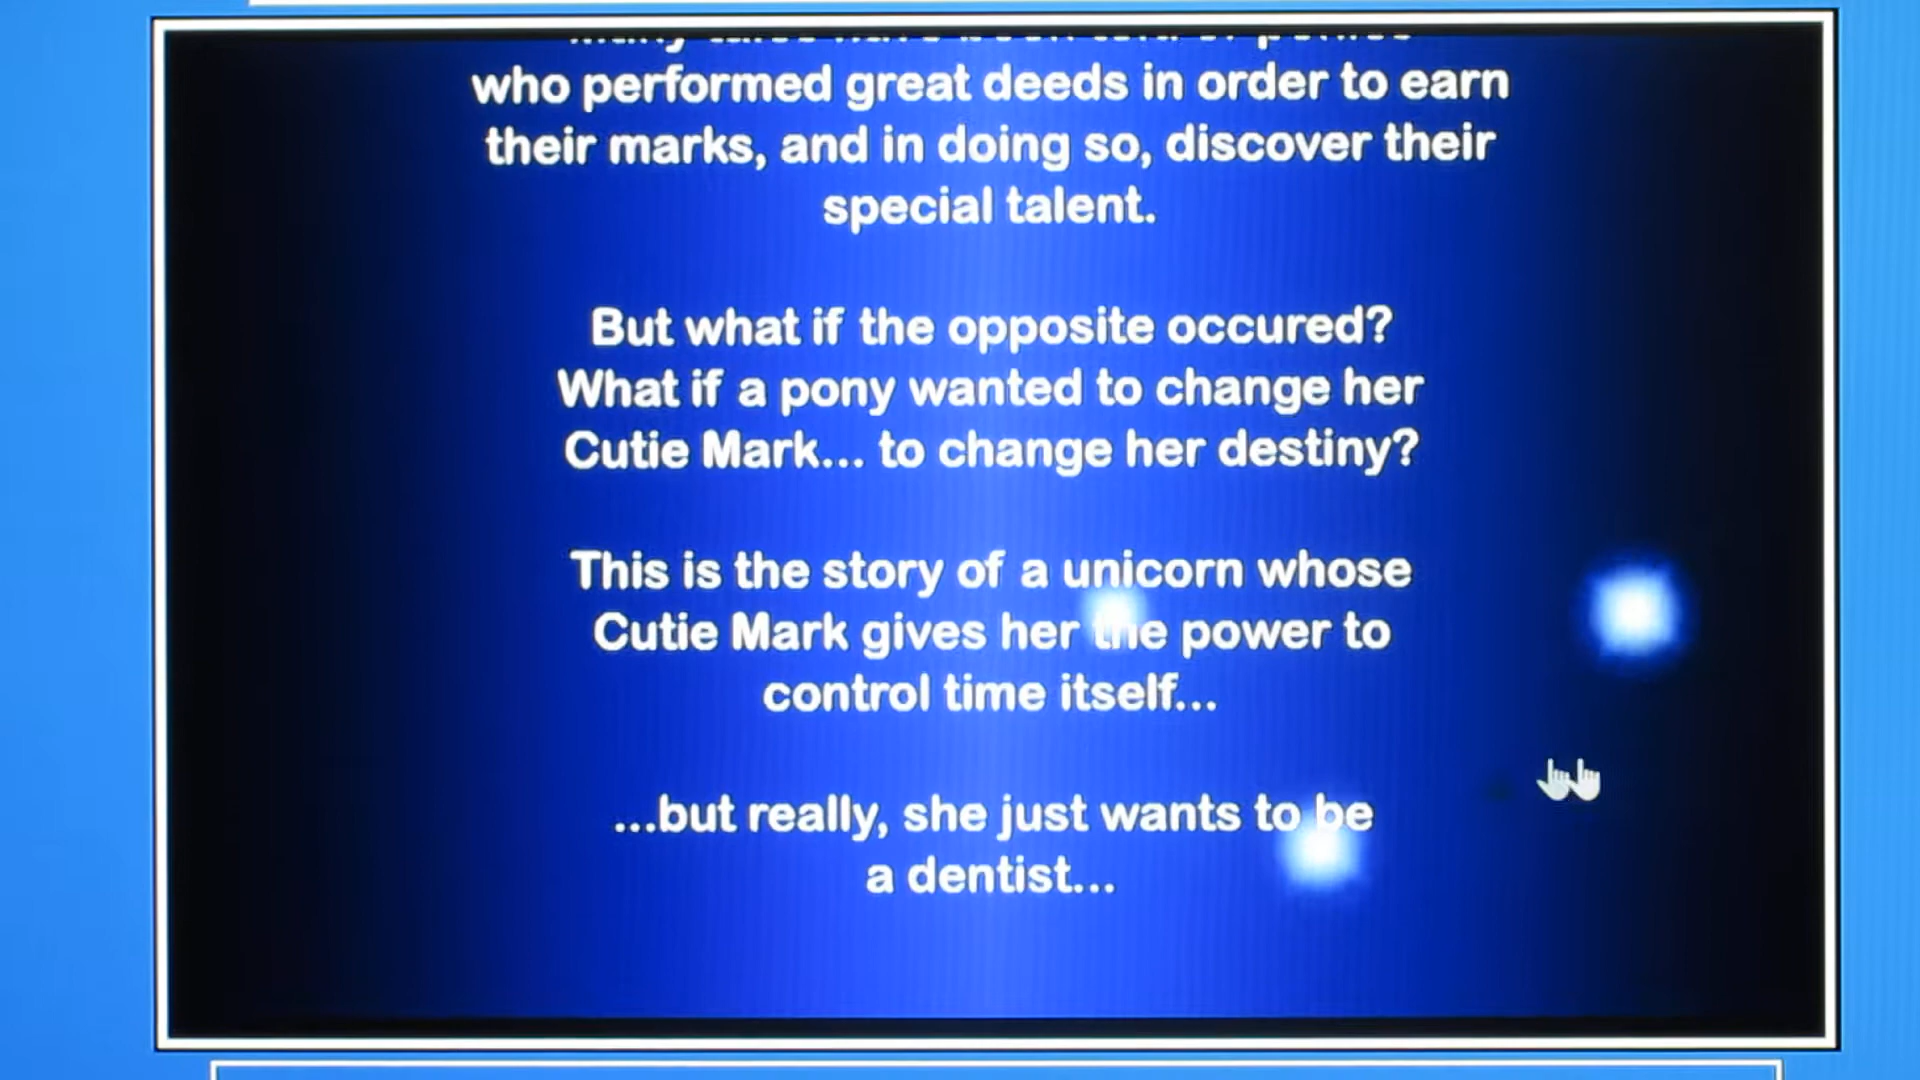 who performed great deeds in order to earn
their marks, and in doing so, discover their
special talent.
But what if the opposite occured?
What if a pony wanted to change her
Cutie Mark... to change her destiny?
This is the story of a unicorn whose
Cutie Mark gives her the power to
control time itself...
...but really, she just wants to be
a dentist...